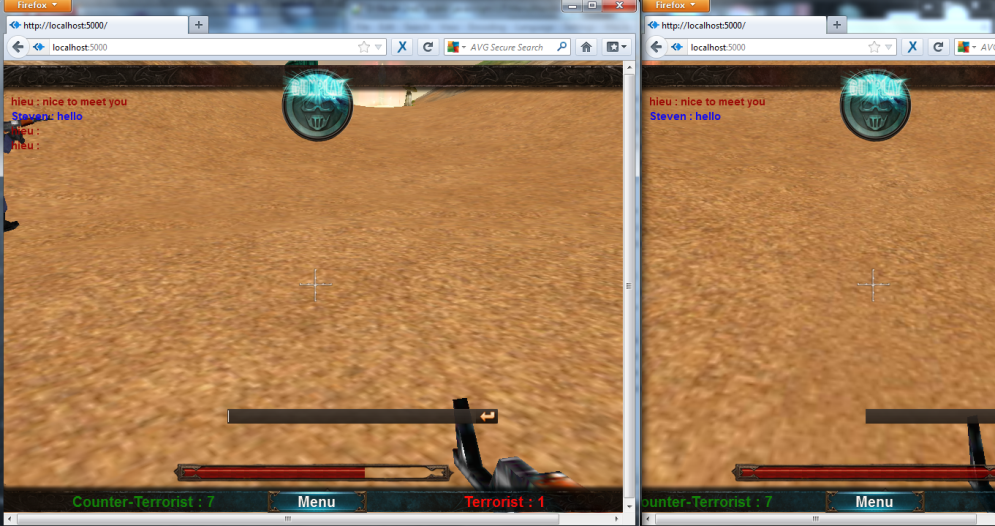 Firefox
http://localhost:5000/
localhost:5000
AVG Secure Search
hieu : nice to meet you
Steven : hello
hieu :
hieu :
Counter-Terrorist : 7
Menu
Terrorist : 1
Firefox
http://localhost:5000/
localhost:5000
AV
hieu : nice to meet you
Steven : hello
ounter-Terrorist : 7
Menu